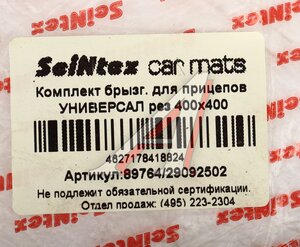 SeiNtex car mats
Комплект брызг. для прицепов
УНИВЕРСАЛ рез 400x400
4627178418824
Артикул:89764/29092502
Не подлежит обязательной сертификации.
Отдел продаж: (495) 223-2304